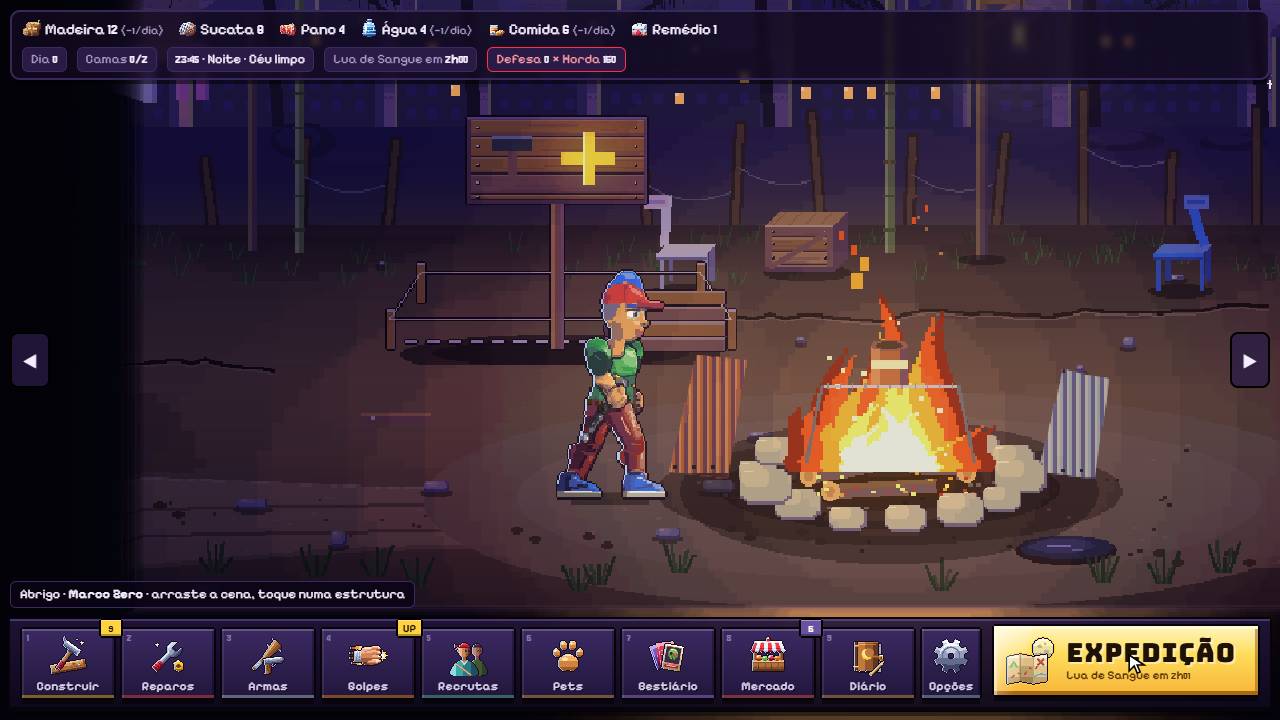 Madeira 12 (-1/dia) Sucata 8 Pano 4 Água 4 (-1/dia) Comida 6 (-1/dia) Remédio 1
Dia 0 Camas 0/2 23:45 · Noite · Céu limpo Lua de Sangue em 2h00 Defesa 0 × Horda 160
Abrigo · Marco Zero · arraste a cena, toque numa estrutura
9 UP 6
1 2 3 4 5 6 7 8 9
Construir Reparos Armas Golpes Recrutas Pets Bestiário Mercado Diário Opções
EXPEDIÇÃO
Lua de Sangue em 2h01